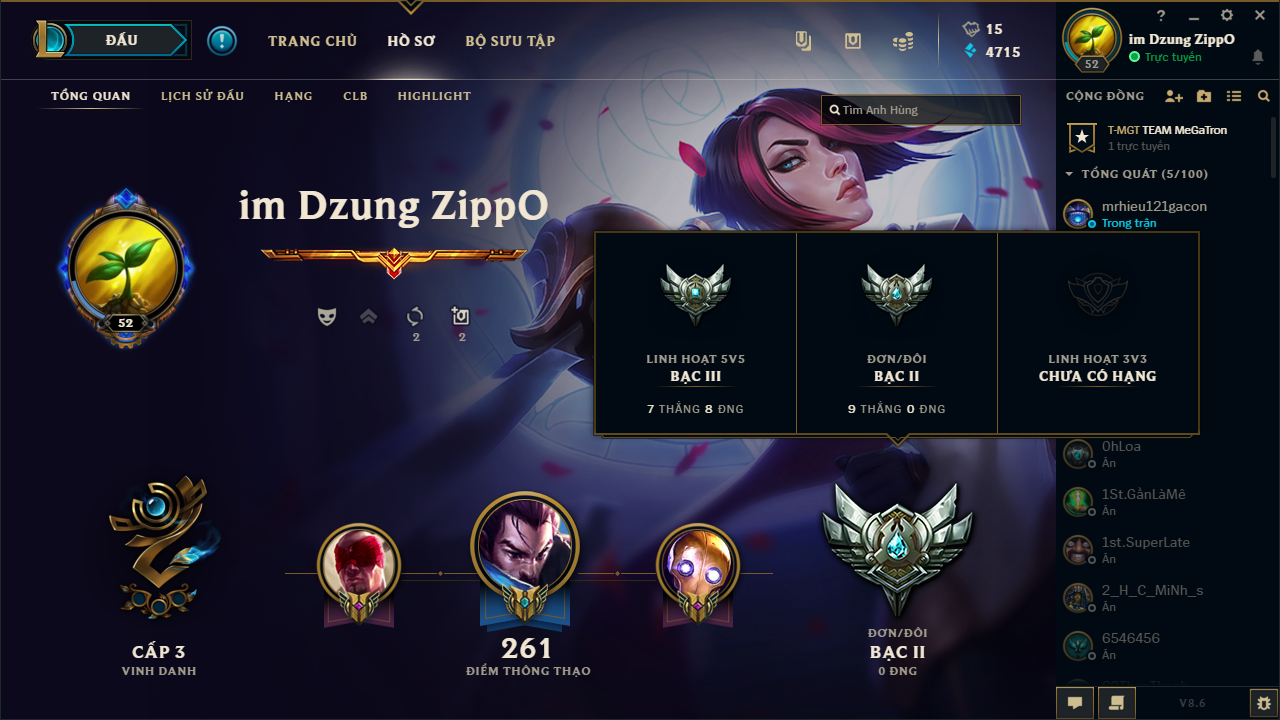 ĐẤU
TRANG CHỦ
HỒ SƠ
BỘ SƯU TẬP
15
4715
52
im Dzung ZippO
Trực tuyến
TỔNG QUAN
LỊCH SỬ ĐẤU
HẠNG
CLB
HIGHLIGHT
Tìm Anh Hùng
CỘNG ĐỒNG
T-MGT TEAM MeGaTron
1 trực tuyến
TỔNG QUÁT (5/100)
mrhieu121gacon
Trong trận
im Dzung ZippO
52
2
2
LINH HOẠT 5V5
BẠC III
7 THẮNG 8 ĐNG
ĐƠN/ĐÔI
BẠC II
9 THẮNG 0 ĐNG
LINH HOẠT 3V3
CHƯA CÓ HẠNG
OhLoa
Ẩn
1St.GầnLàMê
Ẩn
1st.SuperLate
Ẩn
2_H_C_MiNh_s
Ẩn
6546456
Ẩn
CẤP 3
VINH DANH
261
ĐIỂM THÔNG THẠO
ĐƠN/ĐÔI
BẠC II
0 ĐNG
V8.6